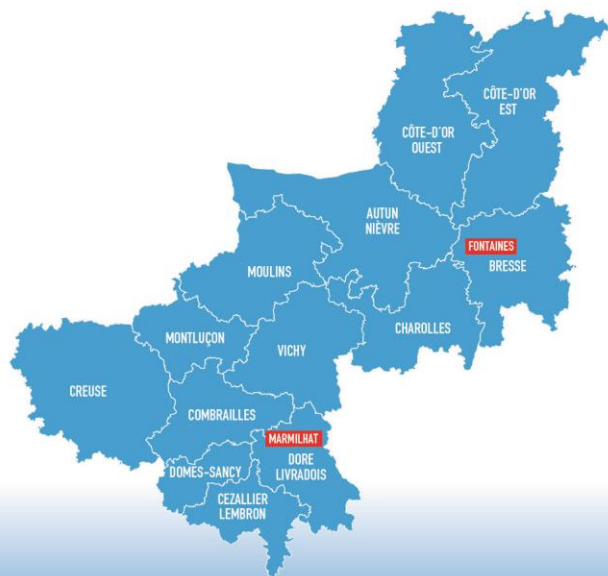 CÔTE-D'OR
EST
CÔTE-D'OR
OUEST
AUTUN
NIÈVRE
FONTAINES
BRESSE
MOULINS
CHAROLLES
MONTLUÇON
VICHY
CREUSE
COMBRAILLES
MARMILHAT
DORE
LIVRADOIS
DOMES-SANCY
CEZALLIER
LEMBRON